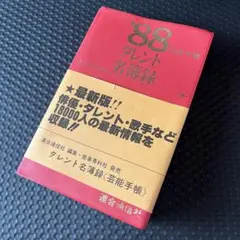 '88
タレント
名簿録
★最新版!!
俳優・タレント・歌手など
18000人の最新情報を
収録!!
連合通信社 編集・音楽専科社 発売
タレント名簿録〈芸能手帳〉
連合通信社